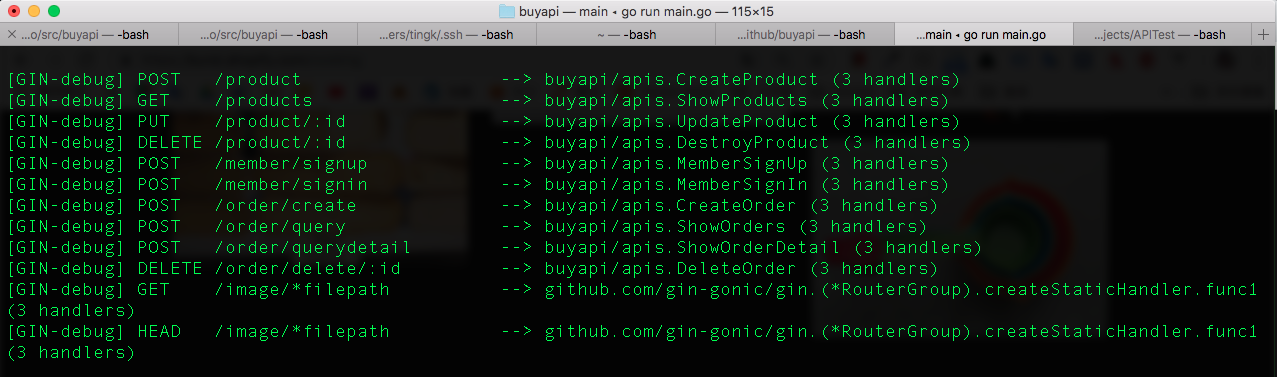 buyapi — main ◂ go run main.go — 115×15
...o/src/buyapi — -bash
...o/src/buyapi — -bash
...ers/tingk/.ssh — -bash
~ — -bash
...ithub/buyapi — -bash
...main ◂ go run main.go
...jects/APITest — -bash
[GIN-debug] POST   /product                  --> buyapi/apis.CreateProduct (3 handlers)
[GIN-debug] GET    /products                 --> buyapi/apis.ShowProducts (3 handlers)
[GIN-debug] PUT    /product/:id              --> buyapi/apis.UpdateProduct (3 handlers)
[GIN-debug] DELETE /product/:id              --> buyapi/apis.DestroyProduct (3 handlers)
[GIN-debug] POST   /member/signup            --> buyapi/apis.MemberSignUp (3 handlers)
[GIN-debug] POST   /member/signin            --> buyapi/apis.MemberSignIn (3 handlers)
[GIN-debug] POST   /order/create             --> buyapi/apis.CreateOrder (3 handlers)
[GIN-debug] POST   /order/query              --> buyapi/apis.ShowOrders (3 handlers)
[GIN-debug] POST   /order/querydetail        --> buyapi/apis.ShowOrderDetail (3 handlers)
[GIN-debug] DELETE /order/delete/:id         --> buyapi/apis.DeleteOrder (3 handlers)
[GIN-debug] GET    /image/*filepath          --> github.com/gin-gonic/gin.(*RouterGroup).createStaticHandler.func1
(3 handlers)
[GIN-debug] HEAD   /image/*filepath          --> github.com/gin-gonic/gin.(*RouterGroup).createStaticHandler.func1
(3 handlers)